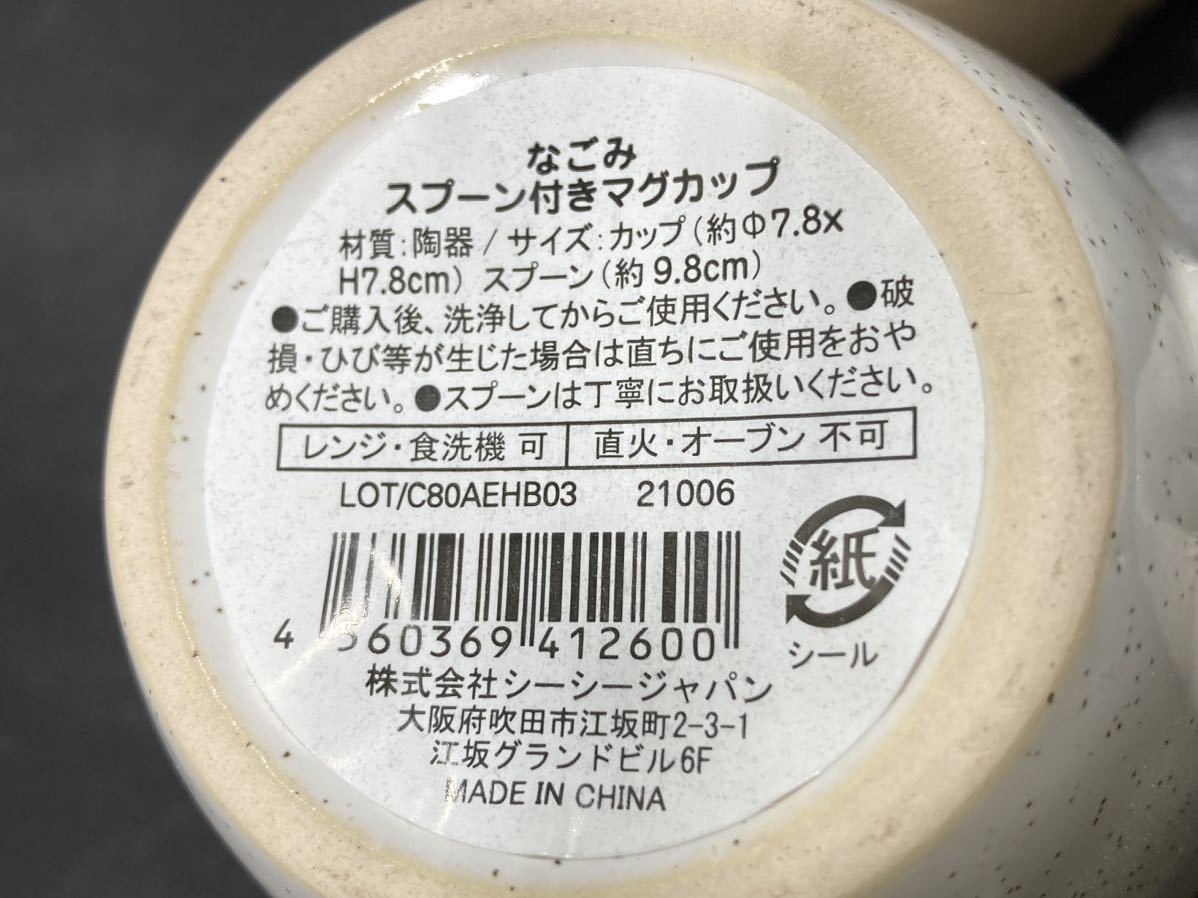 なごみ
スプーン付きマグカップ
材質:陶器/サイズ:カップ(約Φ7.8x
H7.8cm) スプーン(約9.8cm)
●ご購入後、洗浄してからご使用ください。●破
損・ひび等が生じた場合は直ちにご使用をおや
めください。●スプーンは丁寧にお取扱いください。
レンジ・食洗機 可 直火・オーブン 不可
LOT/C80AEHB03 21006
紙
シール
4 560369 412600
株式会社シーシージャパン
大阪府吹田市江坂町2-3-1
江坂グランドビル6F
MADE IN CHINA